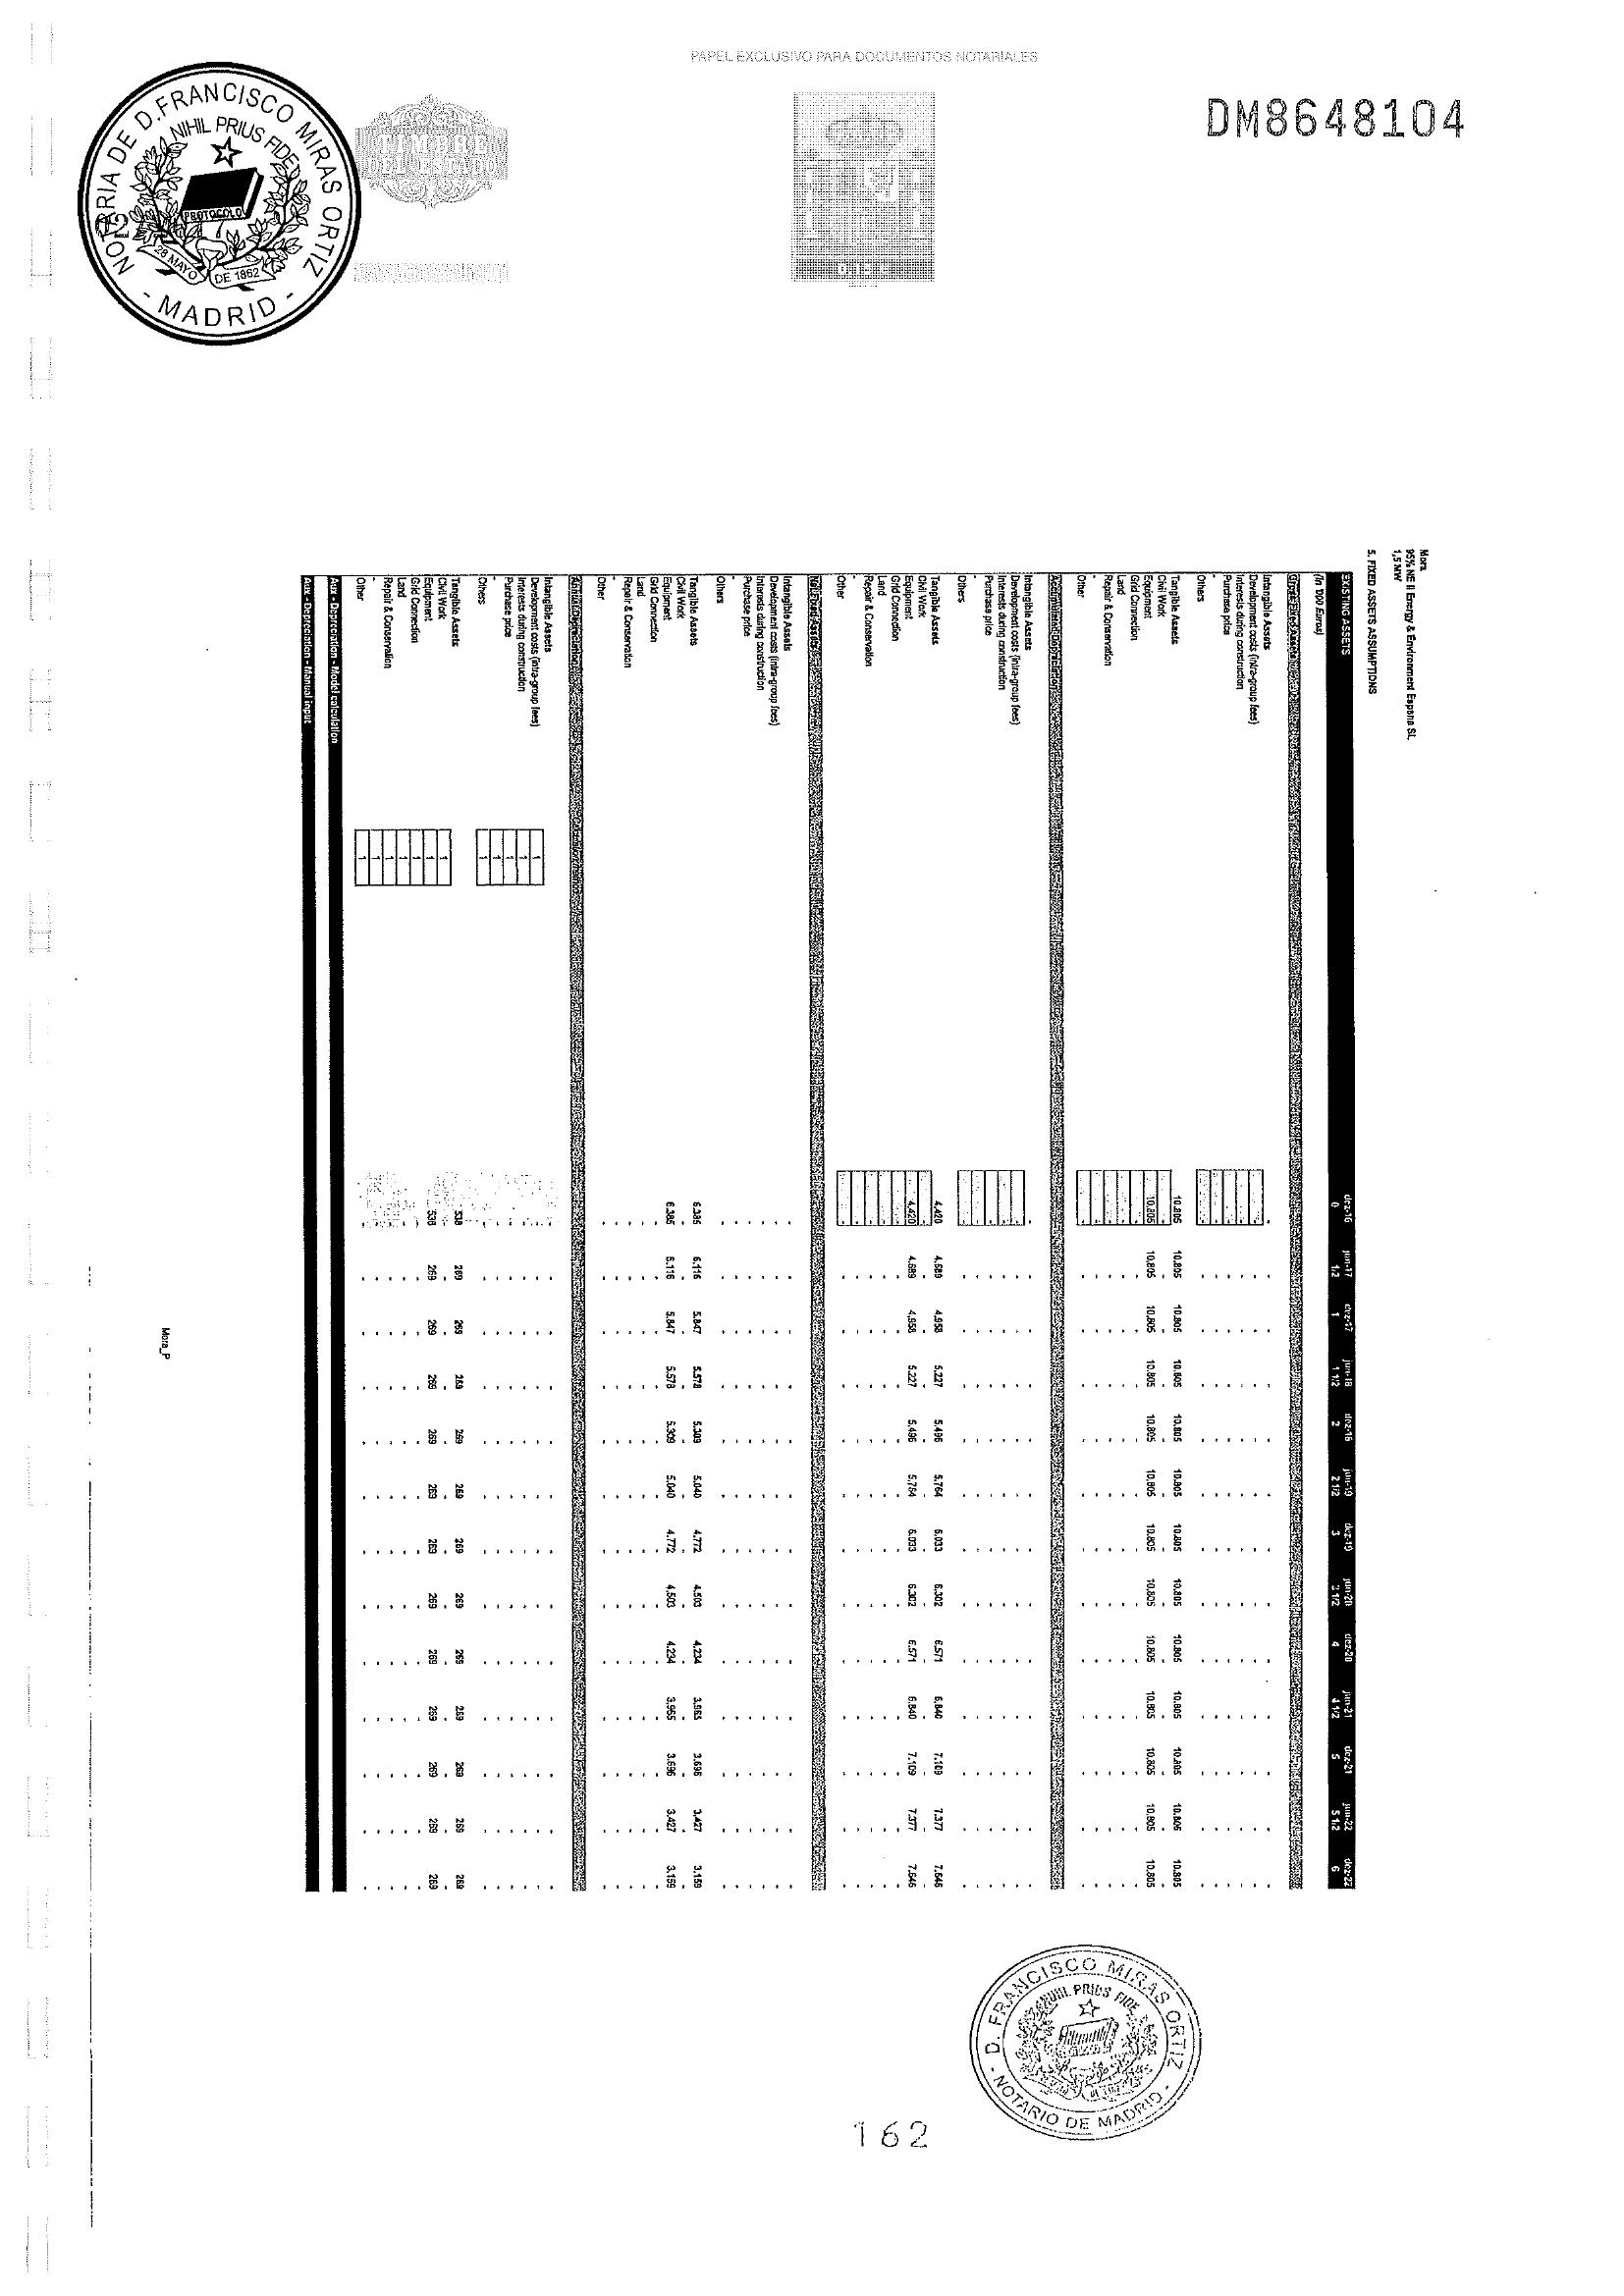 PAPEL EXCLUSIVO PARA DOCUMENTOS NOTARIALES
DM8648104
NOTARIA DE D.FRANCISCO MIRAS ORTIZ
NIHIL PRIUS FIDE
PROTOCOLO
28 MAYO DE 1862
- MADRID -
TIMBRE
DEL ESTADO
Mora
95% NE II Energy & Environment Espana SL
1,5 MW
5. FIXED ASSETS ASSUMPTIONS
EXISTING ASSETS dez-16 jun-17 dez-17 jun-18 dez-18 jun-19 dez-19 jun-20 dez-20 jun-21 dez-21 jun-22 dez-22
(in '000 Euros) 0 1/2 1 1 1/2 2 2 1/2 3 3 1/2 4 4 1/2 5 5 1/2 6
Gross Fixed Assets
Intangible Assets
Development costs (intra-group fees)
Interests during construction
Purchase price
-
Others
Tangible Assets 10.805 10.805 10.805 10.805 10.805 10.805 10.805 10.805 10.805 10.805 10.805 10.805 10.805
Civil Work
Equipment 10.805 10.805 10.805 10.805 10.805 10.805 10.805 10.805 10.805 10.805 10.805 10.805 10.805
Grid Connection
Land
Repair & Conservation
-
Other
Accumulated Depreciation
Intangible Assets
Development costs (intra-group fees)
Interests during construction
Purchase price
-
Others
Tangible Assets 4.420 4.689 4.958 5.227 5.496 5.764 6.033 6.302 6.571 6.840 7.109 7.377 7.646
Civil Work
Equipment 4.420 4.689 4.958 5.227 5.496 5.764 6.033 6.302 6.571 6.840 7.109 7.377 7.646
Grid Connection
Land
Repair & Conservation
-
Other
Net Fixed Assets
Intangible Assets
Development costs (intra-group fees)
Interests during construction
Purchase price
-
Others
Tangible Assets 6.385 6.116 5.847 5.578 5.309 5.040 4.772 4.503 4.234 3.965 3.696 3.427 3.159
Civil Work
Equipment 6.385 6.116 5.847 5.578 5.309 5.040 4.772 4.503 4.234 3.965 3.696 3.427 3.159
Grid Connection
Land
Repair & Conservation
-
Other
Annual Depreciation
Intangible Assets
Development costs (intra-group fees) 1
Interests during construction 1
Purchase price 1
- 1
Others 1
Tangible Assets 538 269 269 269 269 269 269 269 269 269 269 269 269
Civil Work 1
Equipment 1 538 269 269 269 269 269 269 269 269 269 269 269 269
Grid Connection 1
Land 1
Repair & Conservation 1
- 1
Other 1
Aux - Depreciation - Model calculation
Aux - Depreciation - Manual input
Mora_P
D. FRANCISCO MIRAS ORTIZ
NIHIL PRIUS FIDE
- NOTARIO DE MADRID -
162